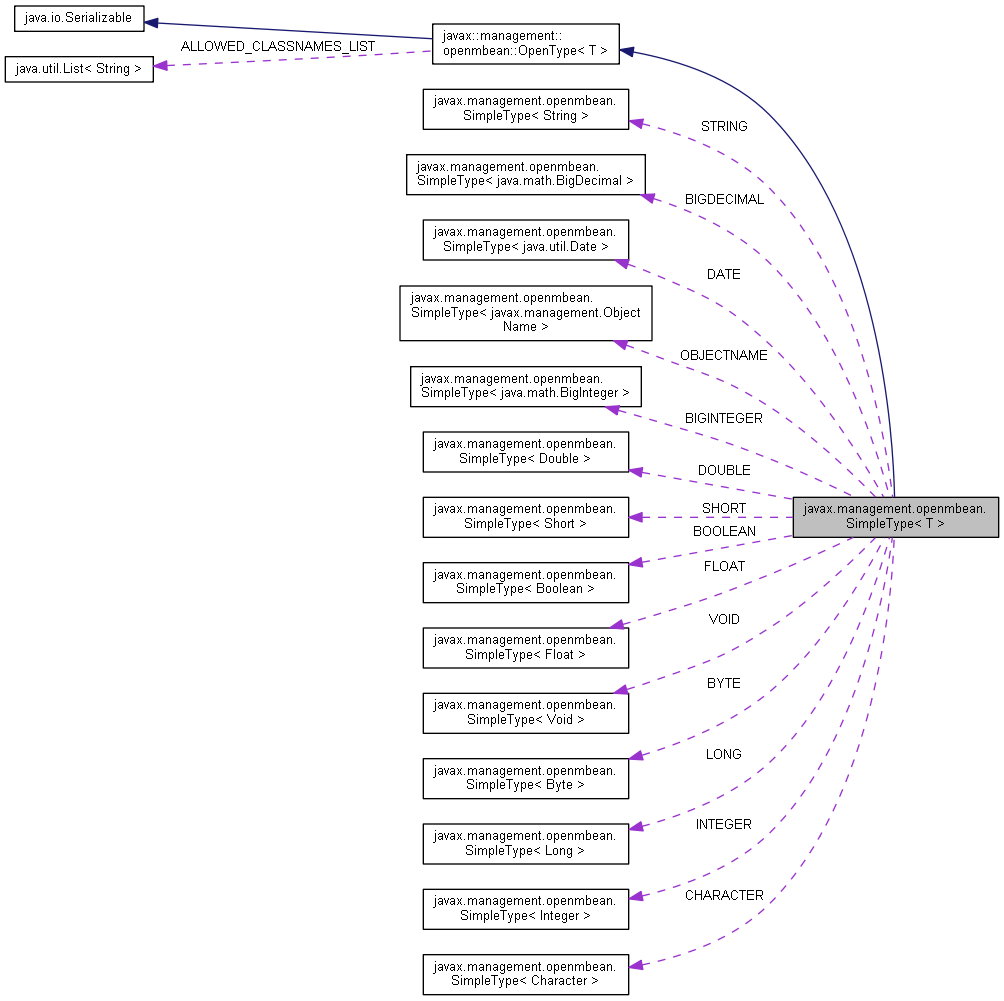 java.io.Serializable
java.util.List< String >
ALLOWED_CLASSNAMES_LIST
javax::management::
openmbean::OpenType< T >
javax.management.openmbean.
SimpleType< String >
javax.management.openmbean.
SimpleType< java.math.BigDecimal >
javax.management.openmbean.
SimpleType< java.util.Date >
javax.management.openmbean.
SimpleType< javax.management.Object
Name >
javax.management.openmbean.
SimpleType< java.math.BigInteger >
javax.management.openmbean.
SimpleType< Double >
javax.management.openmbean.
SimpleType< Short >
javax.management.openmbean.
SimpleType< Boolean >
javax.management.openmbean.
SimpleType< Float >
javax.management.openmbean.
SimpleType< Void >
javax.management.openmbean.
SimpleType< Byte >
javax.management.openmbean.
SimpleType< Long >
javax.management.openmbean.
SimpleType< Integer >
javax.management.openmbean.
SimpleType< Character >
STRING
BIGDECIMAL
DATE
OBJECTNAME
BIGINTEGER
DOUBLE
SHORT
BOOLEAN
FLOAT
VOID
BYTE
LONG
INTEGER
CHARACTER
javax.management.openmbean.
SimpleType< T >